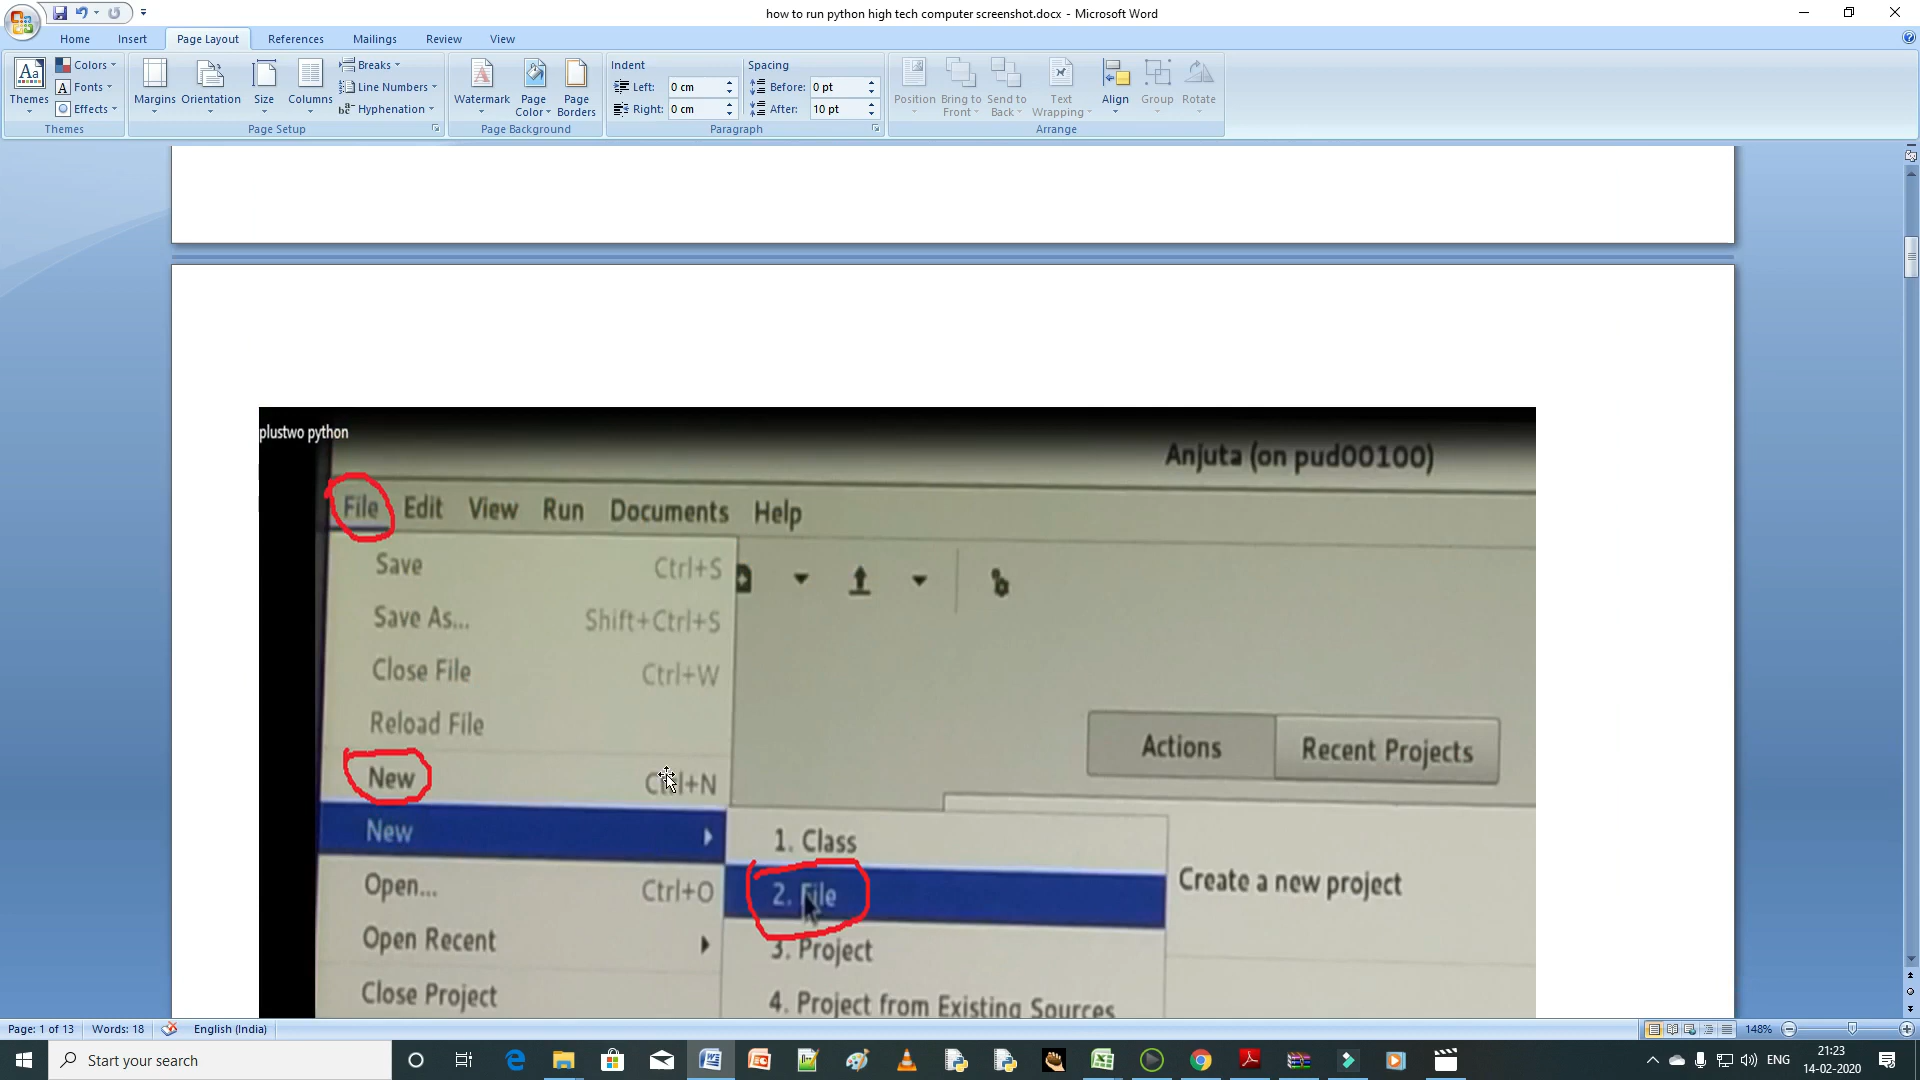 how to run python high tech computer screenshot.docx - Microsoft Word
Home Insert Page Layout References Mailings Review View
Themes
Colors
Fonts
Effects
Themes
Margins Orientation Size Columns
Breaks
Line Numbers
Hyphenation
Page Setup
Watermark Page Color Page Borders
Page Background
Indent
Left: 0 cm
Right: 0 cm
Spacing
Before: 0 pt
After: 10 pt
Paragraph
Position Bring to Front Send to Back Text Wrapping Align Group Rotate
Arrange
plustwo python
Anjuta (on pud00100)
File Edit View Run Documents Help
Save Ctrl+S
Save As... Shift+Ctrl+S
Close File Ctrl+W
Reload File
New Ctrl+N
New
Open... Ctrl+O
Open Recent
Close Project
1. Class
2. File
3. Project
4. Project from Existing Sources
Actions Recent Projects
Create a new project
Page: 1 of 13 Words: 18 English (India) 148%
Start your search
ENG
21:23
14-02-2020